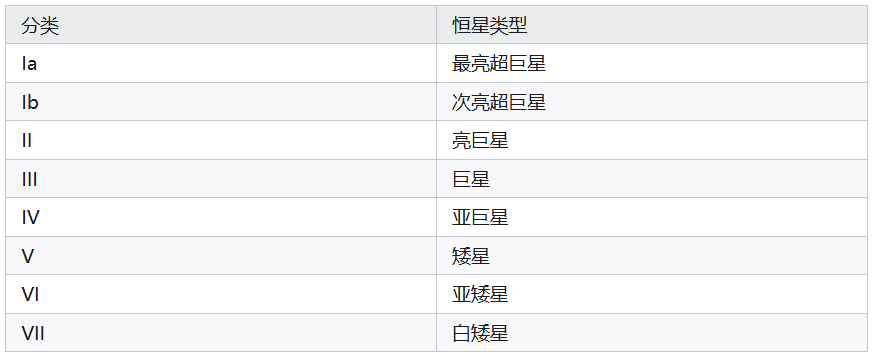 分类 恒星类型
Ia 最亮超巨星
Ib 次亮超巨星
II 亮巨星
III 巨星
IV 亚巨星
V 矮星
VI 亚矮星
VII 白矮星